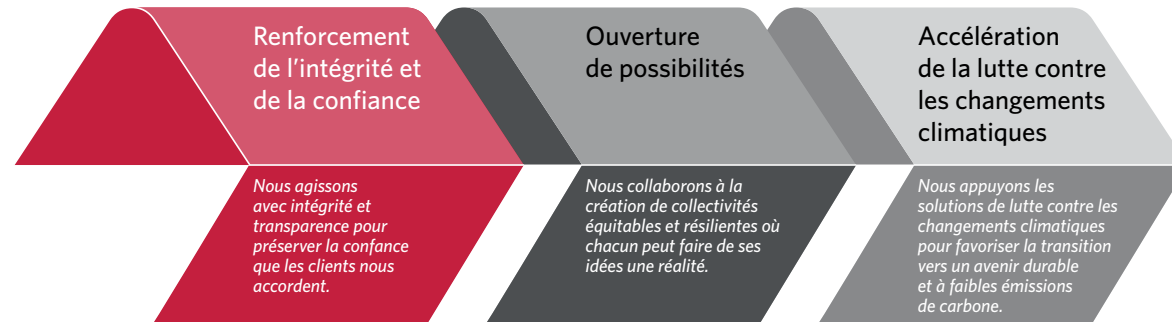 Renforcement
de l'intégrité et
de la confiance
Nous agissons
avec intégrité et
transparence pour
préserver la confance
que les clients nous
accordent.
Ouverture
de possibilités
Nous collaborons à la
création de collectivités
équitables et résilientes où
chacun peut faire de ses
idées une réalité.
Accélération
de la lutte contre
les changements
climatiques
Nous appuyons les
solutions de lutte contre les
changements climatiques
pour favoriser la transition
vers un avenir durable
et à faibles émissions
de carbone.